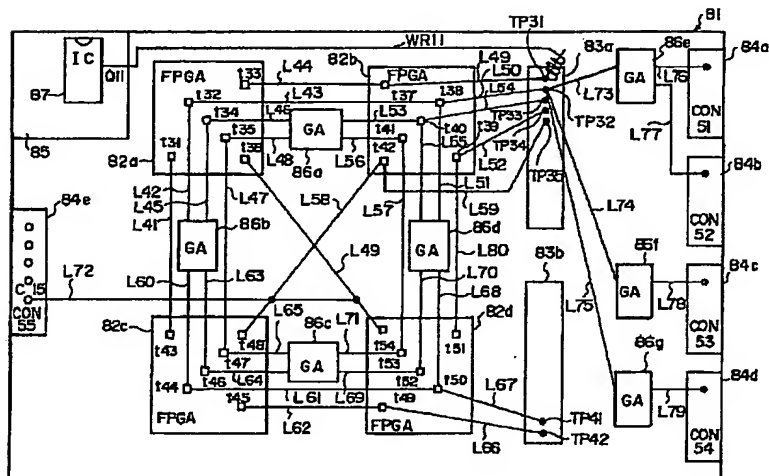 81
TP31
83a
84a
82b
L49
86e
IC
WR11
L44
L50
L73
L76
FPGA
t33
FPGA
L54
GA
CON
51
87
011
t32
L43
t37
t38
TP33
TP32
L77
t34
L46
L53
t40
TP34
84b
t35
GA
t41
t39
TP35
85
t31
t36
L48
L56
t42
L55
L52
82a
86a
L51
L47
L58
L59
CON
52
84e
L42
L57
L74
L45
86b
86d
84c
L41
GA
L49
GA
L80
86f
L72
L60
L63
L70
83b
GA
L78
C15
CON
55
L68
L75
CON
53
82c
L65
86c
L71
82d
t48
t54
t51
86g
84d
t43
t47
GA
t53
t46
L64
L69
t52
t50
L67
GA
L79
t44
L61
TP41
t45
t49
CON
54
FPGA
L62
FPGA
L66
TP42